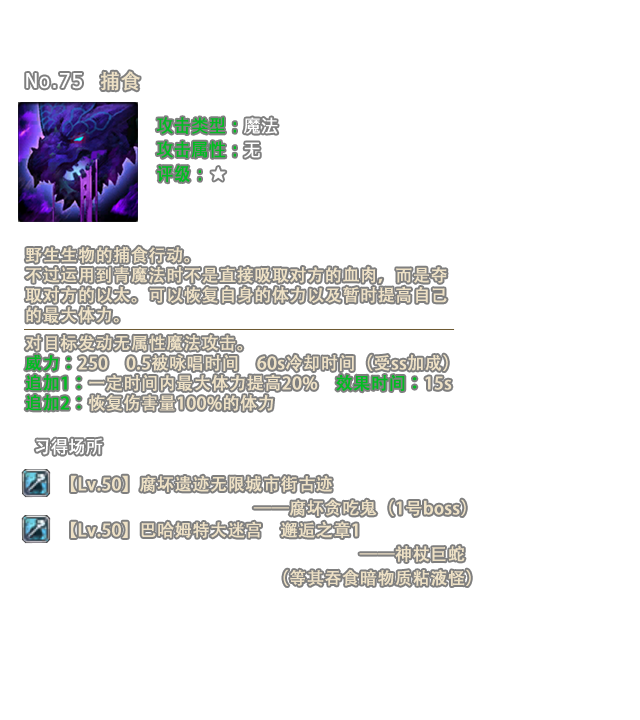 No.75 捕食
攻击类型：魔法
攻击属性：无
评级：☆
野生生物的捕食行动。
不过运用到青魔法时不是直接吸取对方的血肉，而是夺
取对方的以太。可以恢复自身的体力以及暂时提高自己
的最大体力。
对目标发动无属性魔法攻击。
威力：250 0.5被咏唱时间 60s冷却时间（受ss加成）
追加1：一定时间内最大体力提高20% 效果时间：15s
追加2：恢复伤害量100%的体力
习得场所
【Lv.50】腐坏遗迹无限城市街古迹
——腐坏贪吃鬼（1号boss）
【Lv.50】巴哈姆特大迷宫 邂逅之章1
——神杖巨蛇
（等其吞食暗物质粘液怪）